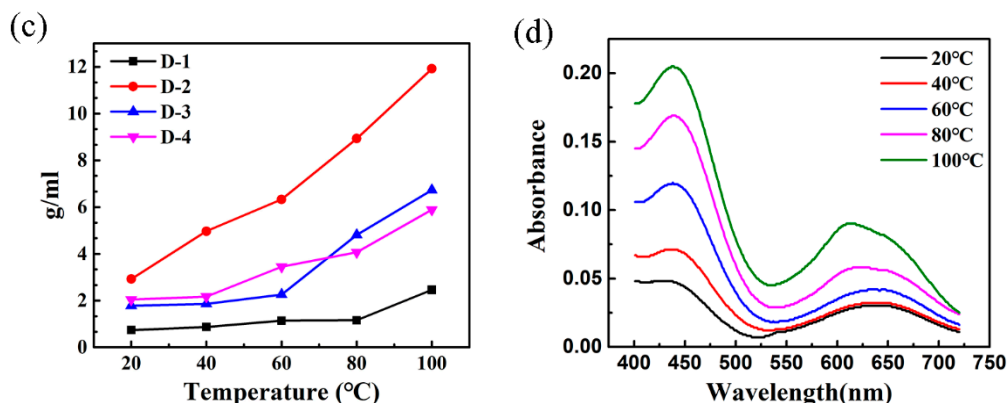 (c)
D-1
D-2
D-3
D-4
g/ml
12
10
8
6
4
2
0
20 40 60 80 100
Temperature (°C)
(d)
20°C
40°C
60°C
80°C
100°C
Absorbance
0.20
0.15
0.10
0.05
0.00
400 450 500 550 600 650 700 750
Wavelength(nm)